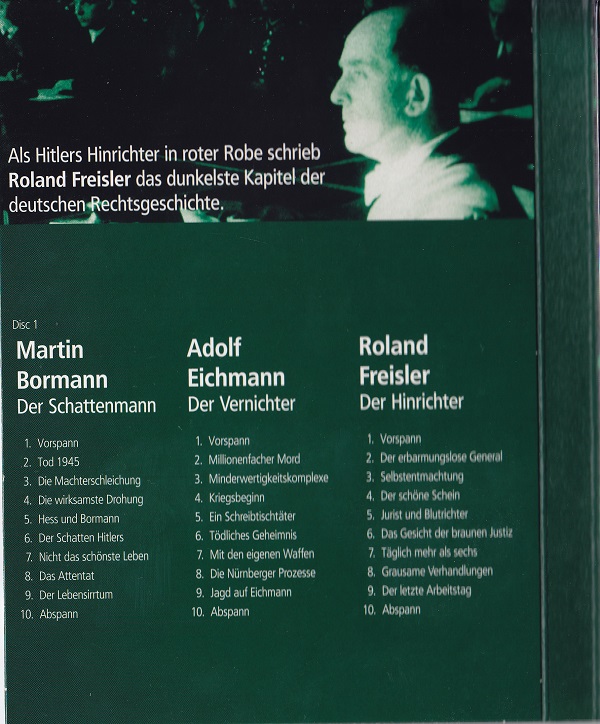 Als Hitlers Hinrichter in roter Robe schrieb
Roland Freisler das dunkelste Kapitel der
deutschen Rechtsgeschichte.
Disc 1
Martin
Bormann
Der Schattenmann
1. Vorspann
2. Tod 1945
3. Die Machterschleichung
4. Die wirksamste Drohung
5. Hess und Bormann
6. Der Schatten Hitlers
7. Nicht das schönste Leben
8. Das Attentat
9. Der Lebensirrtum
10. Abspann
Adolf
Eichmann
Der Vernichter
1. Vorspann
2. Millionenfacher Mord
3. Minderwertigkeitskomplexe
4. Kriegsbeginn
5. Ein Schreibtischtäter
6. Tödliches Geheimnis
7. Mit den eigenen Waffen
8. Die Nürnberger Prozesse
9. Jagd auf Eichmann
10. Abspann
Roland
Freisler
Der Hinrichter
1. Vorspann
2. Der erbarmungslose General
3. Selbstentmachtung
4. Der schöne Schein
5. Jurist und Blutrichter
6. Das Gesicht der braunen Justiz
7. Täglich mehr als sechs
8. Grausame Verhandlungen
9. Der letzte Arbeitstag
10. Abspann